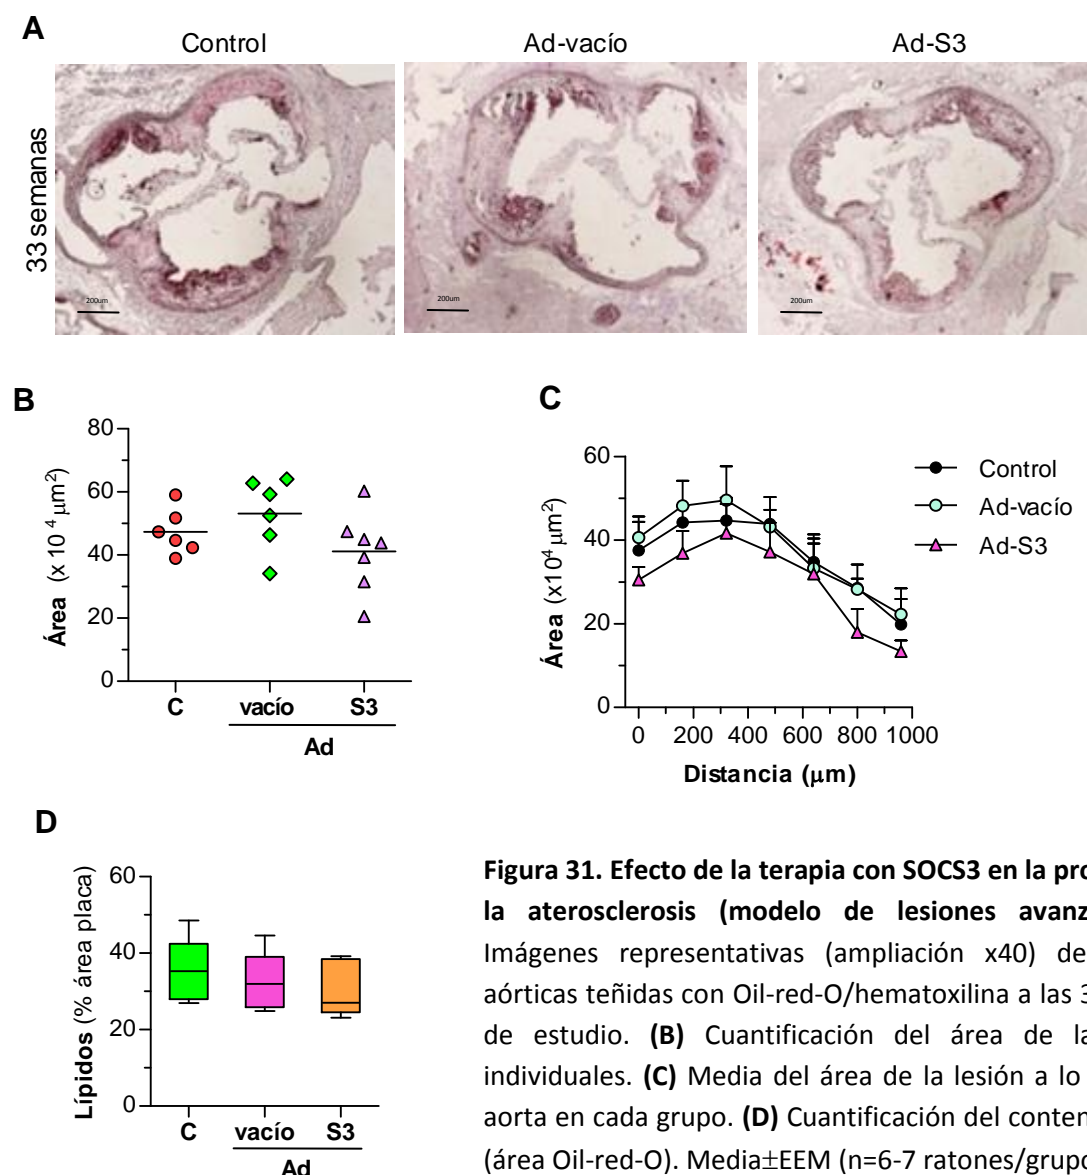 A
Control
Ad-vacío
Ad-S3
33 semanas
200um
200um
200um
B
Área (x 10 4 μm2)
80
60
40
20
0
C
vacío
S3
Ad
C
Área (x10⁴ μm²)
60
40
20
0
0 200 400 600 800 1000
Distancia (μm)
Control
Ad-vacío
Ad-S3
D
Lípidos (% área placa)
60
40
20
0
C
vacío
S3
Ad
Figura 31. Efecto de la terapia con SOCS3 en la pro
la aterosclerosis (modelo de lesiones avanz
Imágenes representativas (ampliación x40) de
aórticas teñidas con Oil-red-O/hematoxilina a las 3
de estudio. (B) Cuantificación del área de la
individuales. (C) Media del área de la lesión a lo
aorta en cada grupo. (D) Cuantificación del conten
(área Oil-red-O). Media±EEM (n=6-7 ratones/grupo